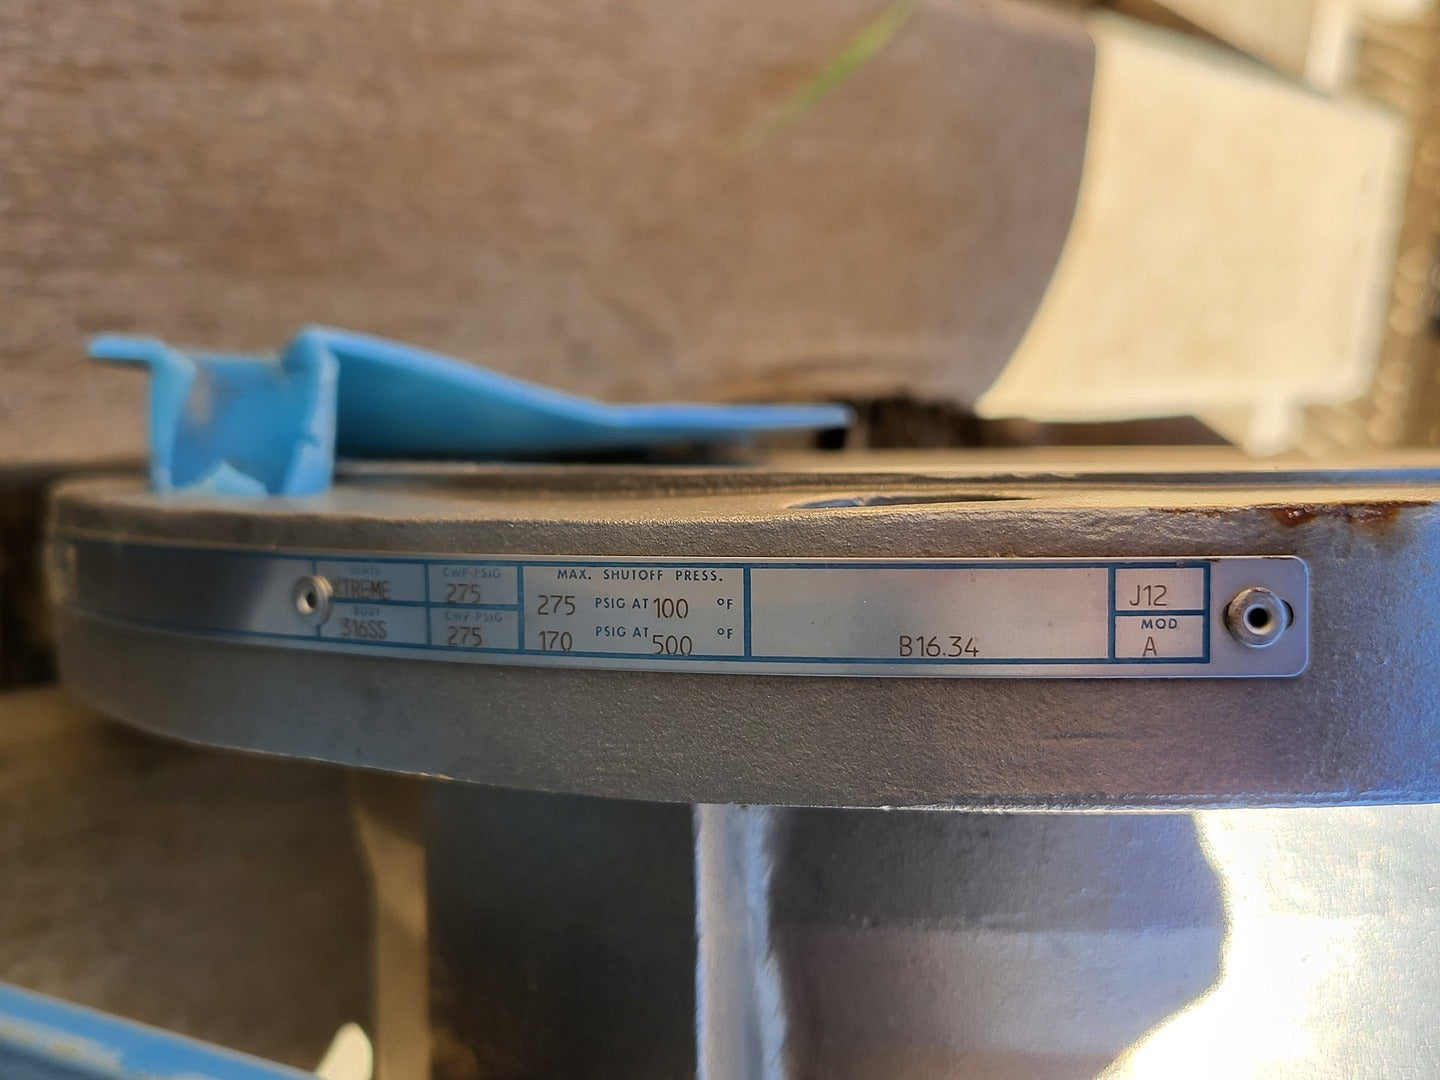 SEATS
XTREME
BODY
316SS
CWP-PSIG
275
CWP PSIG
275
MAX. SHUTOFF PRESS.
275 PSIG AT 100 °F
170 PSIG AT 500 °F
B16.34
J12
MOD
A